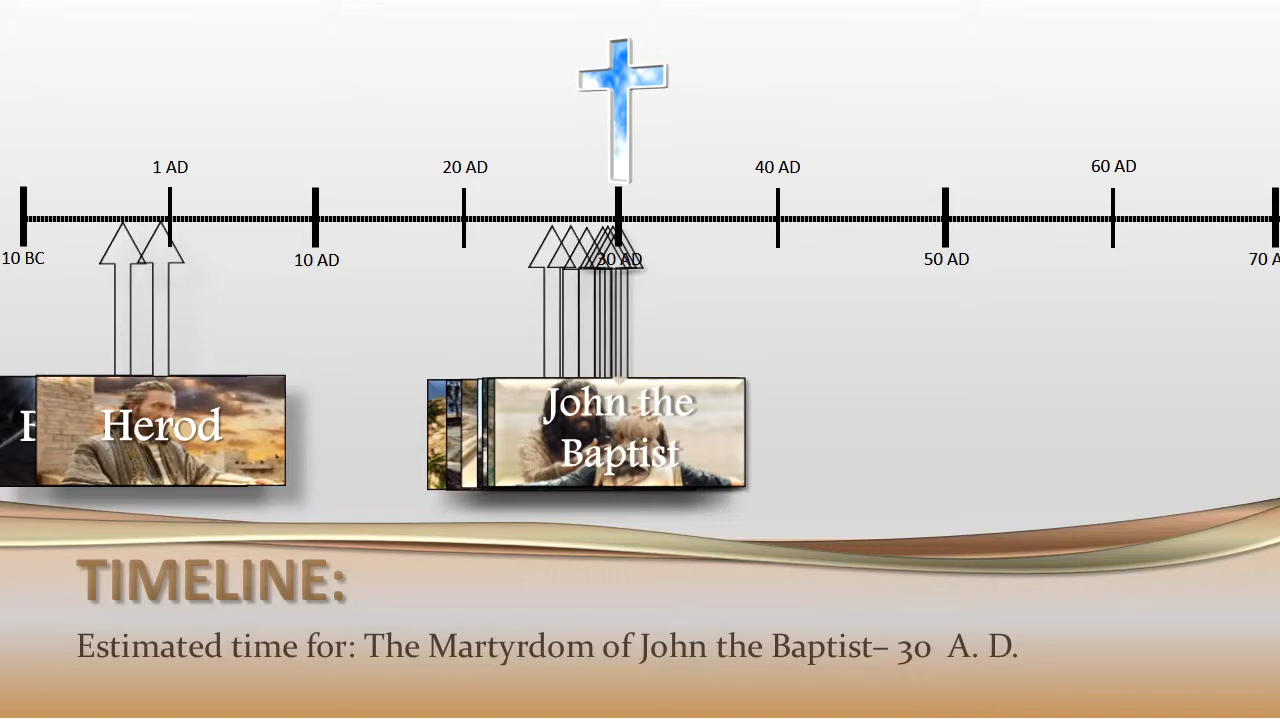 1 AD
20 AD
40 AD
60 AD
10 BC
10 AD
30 AD
50 AD
70 A
Herod
John the
Baptist
TIMELINE:
Estimated time for: The Martyrdom of John the Baptist– 30 A. D.